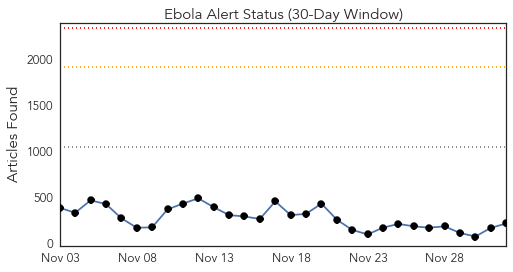 Ebola Alert Status (30-Day Window)
Articles Found
2000
1500
1000
500
0
Nov 03 Nov 08 Nov 13 Nov 18 Nov 23 Nov 28